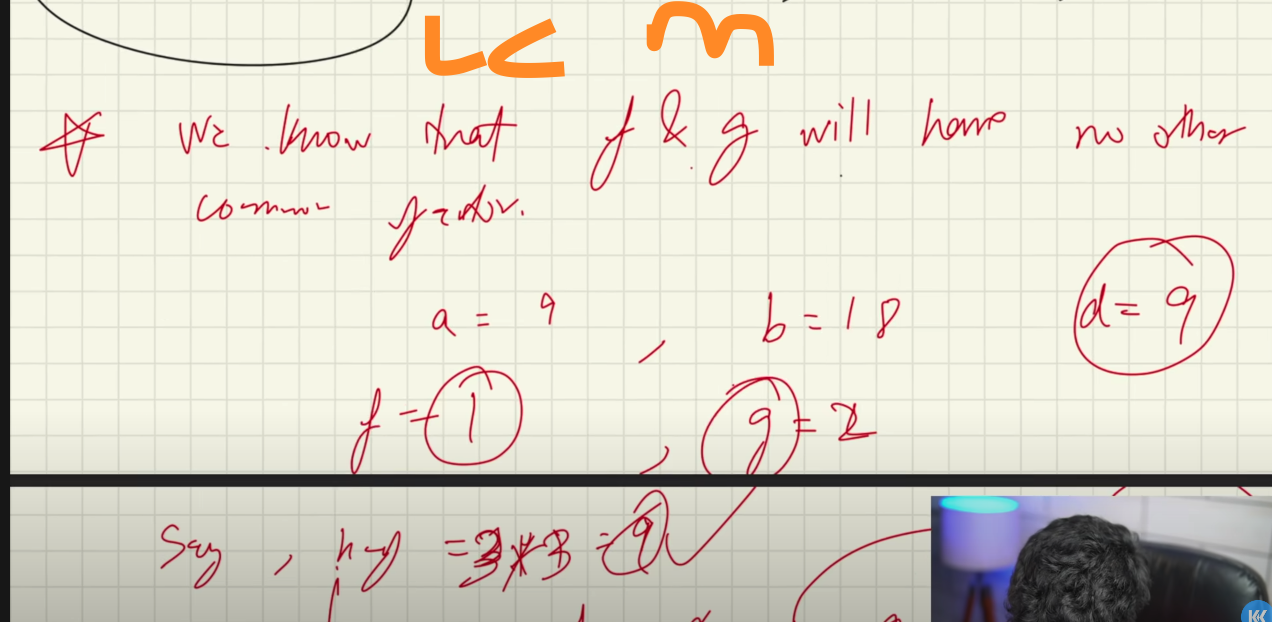 LCM
☆ We know that f & g will have no other
common factor.
a = 9 , b = 18 d = 9
f = 1 , g = 2
Say , = 3 * 3 = 9